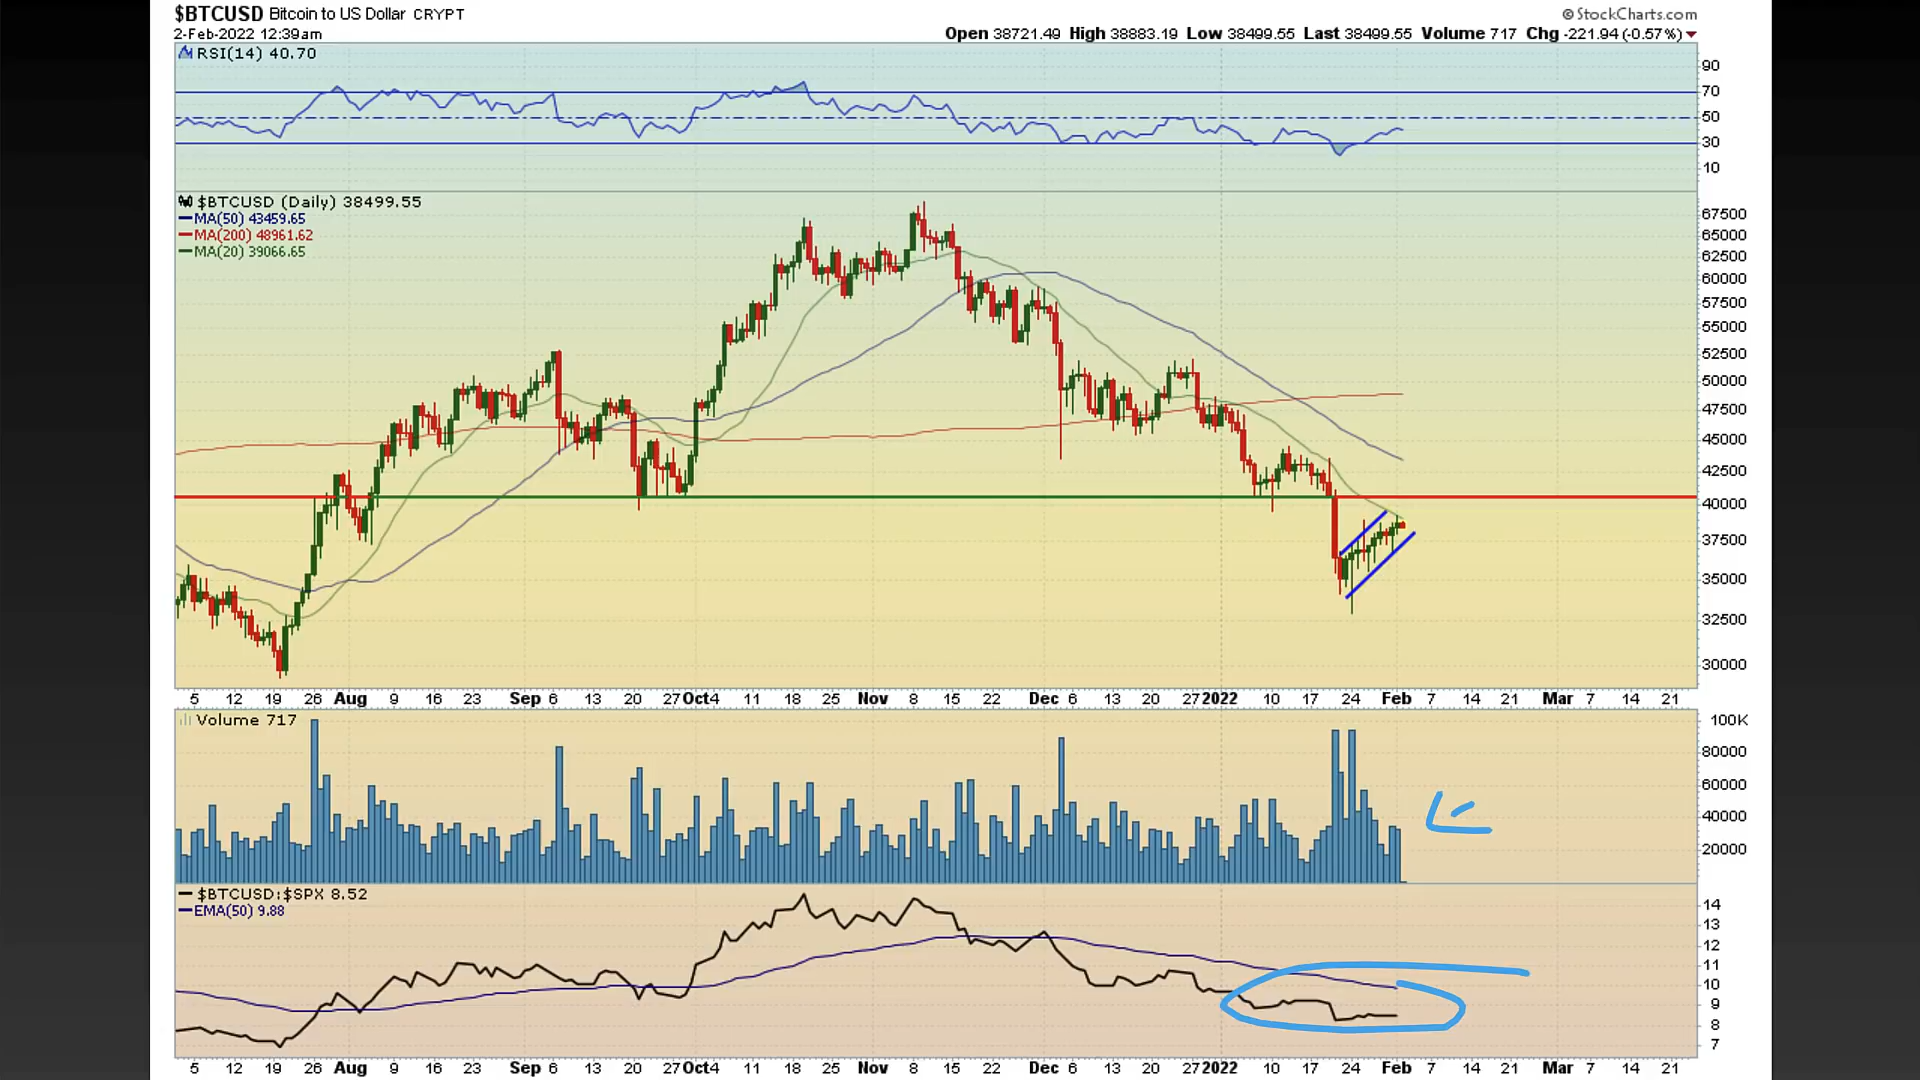 $BTCUSD Bitcoin to US Dollar CRYPT
© StockCharts.com
2-Feb-2022 12:39am
Open 38721.49 High 38883.19 Low 38499.55 Last 38499.55 Volume 717 Chg -221.94 (-0.57%)
RSI(14) 40.70
90
70
50
30
10
$BTCUSD (Daily) 38499.55
MA(50) 43459.65
MA(200) 48961.62
MA(20) 39066.65
67500
65000
62500
60000
57500
55000
52500
50000
47500
45000
42500
40000
37500
35000
32500
30000
5 12 19 26 Aug 9 16 23 Sep 6 13 20 27 Oct 4 11 18 25 Nov 8 15 22 Dec 6 13 20 27 2022 10 17 24 Feb 7 14 21 Mar 7 14 21
Volume 717
100K
80000
60000
40000
20000
$BTCUSD:$SPX 8.52
EMA(50) 9.88
14
13
12
11
10
9
8
7
5 12 19 26 Aug 9 16 23 Sep 6 13 20 27 Oct 4 11 18 25 Nov 8 15 22 Dec 6 13 20 27 2022 10 17 24 Feb 7 14 21 Mar 7 14 21